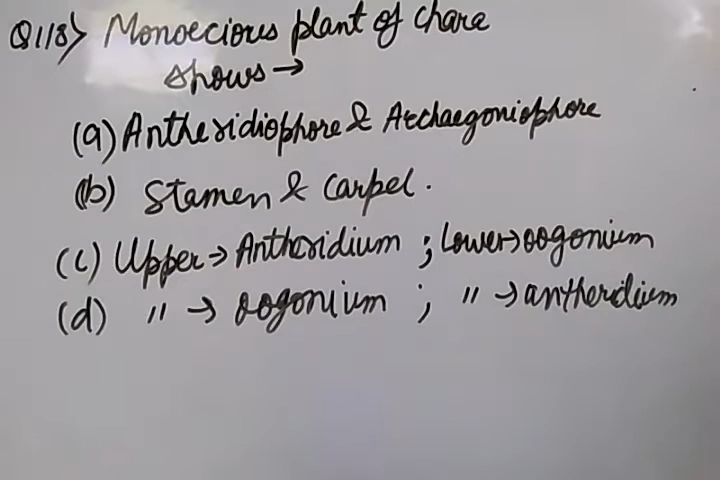 Q118) Monoecious plant of chara
shows →
(a) Antheridiophore & Archaegoniophore
(b) Stamen & Carpel.
(c) Upper → Antheridium ; Lower → oogonium
(d) " → oogonium ; " → antheridium